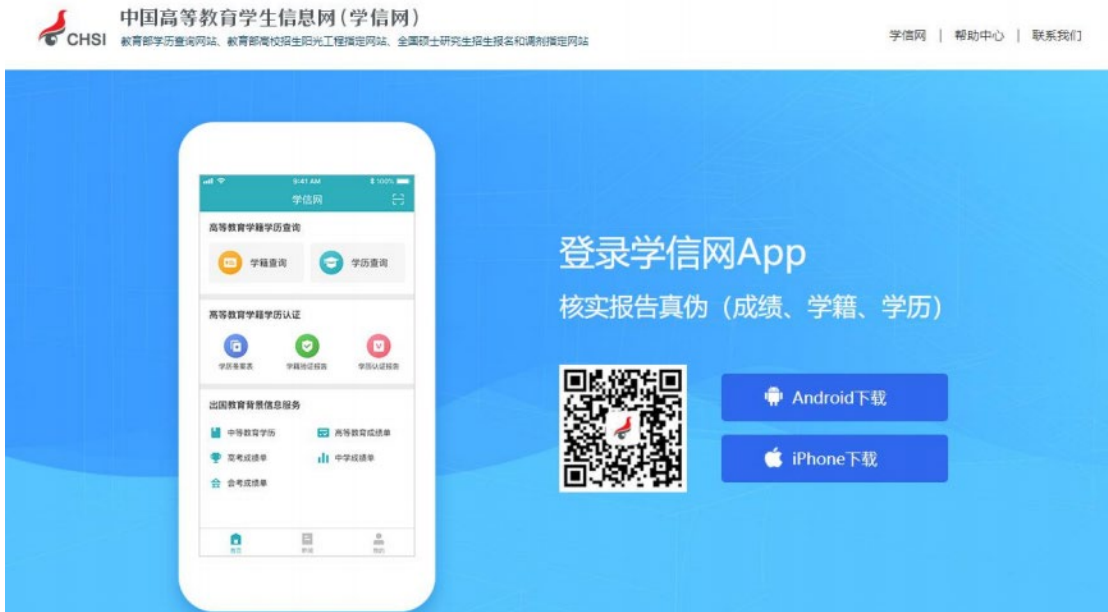 中国高等教育学生信息网(学信网)
CHSI
教育部学历查询网站、教育部高校招生阳光工程指定网站、全国硕士研究生招生报名和调剂指定网站
学信网 | 帮助中心 | 联系我们
9:41 AM
100%
学信网
高等教育学籍学历查询
学籍查询
学历查询
高等教育学籍学历认证
学历备案表
学籍验证报告
学历认证报告
出国教育背景信息服务
中等教育学历
高等教育成绩单
高考成绩单
中学成绩单
会考成绩单
首页
我的
登录学信网App
核实报告真伪（成绩、学籍、学历）
Android下载
iPhone下载